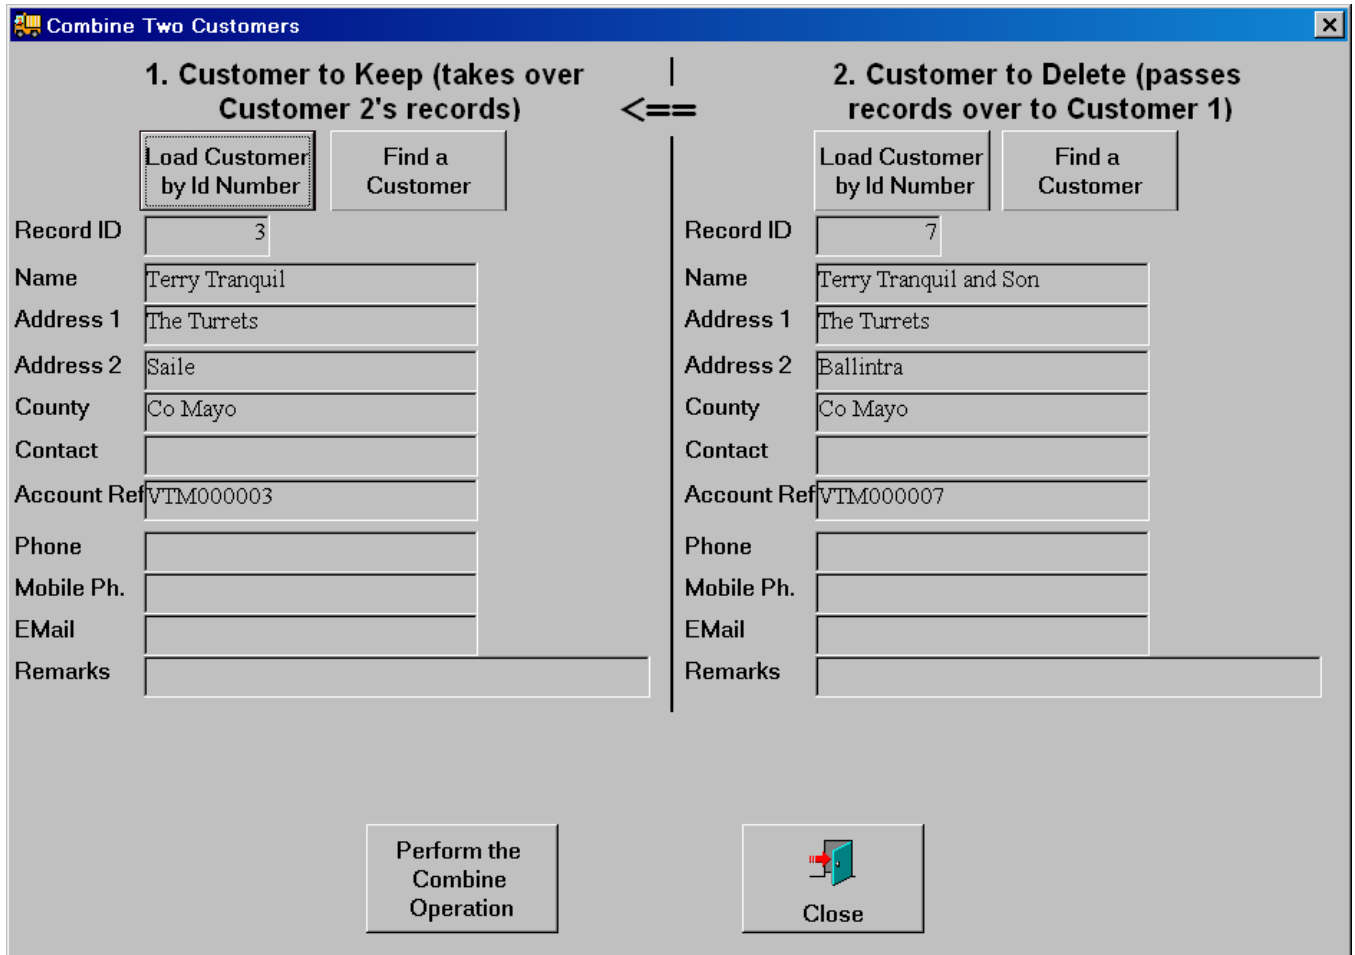 Combine Two Customers
1. Customer to Keep (takes over
Customer 2's records)
<==
2. Customer to Delete (passes
records over to Customer 1)
Load Customer
by Id Number
Find a
Customer
Load Customer
by Id Number
Find a
Customer
Record ID 3
Name Terry Tranquil
Address 1 The Turrets
Address 2 Saile
County Co Mayo
Contact
Account Ref VTM000003
Phone
Mobile Ph.
EMail
Remarks
Record ID 7
Name Terry Tranquil and Son
Address 1 The Turrets
Address 2 Ballintra
County Co Mayo
Contact
Account Ref VTM000007
Phone
Mobile Ph.
EMail
Remarks
Perform the
Combine
Operation
Close